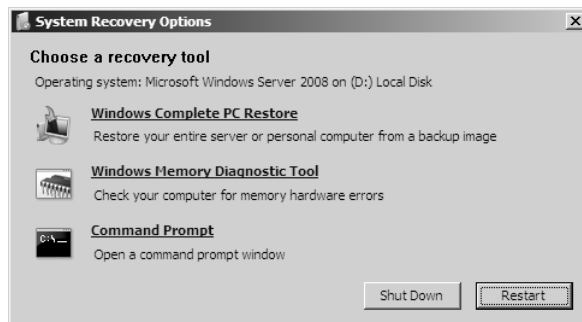 System Recovery Options
Choose a recovery tool
Operating system: Microsoft Windows Server 2008 on (D:) Local Disk
Windows Complete PC Restore
Restore your entire server or personal computer from a backup image
Windows Memory Diagnostic Tool
Check your computer for memory hardware errors
C:\_
Command Prompt
Open a command prompt window
Shut Down Restart